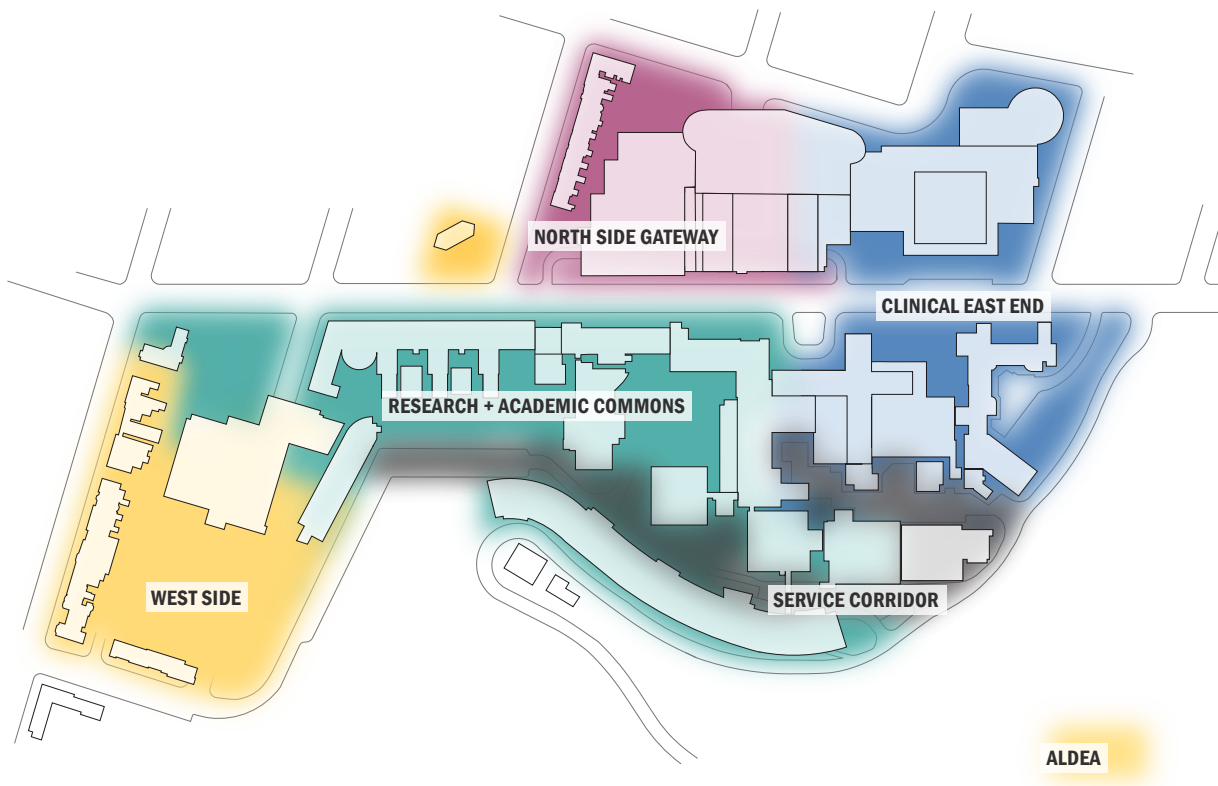 NORTH SIDE GATEWAY
CLINICAL EAST END
RESEARCH + ACADEMIC COMMONS
WEST SIDE
SERVICE CORRIDOR
ALDEA